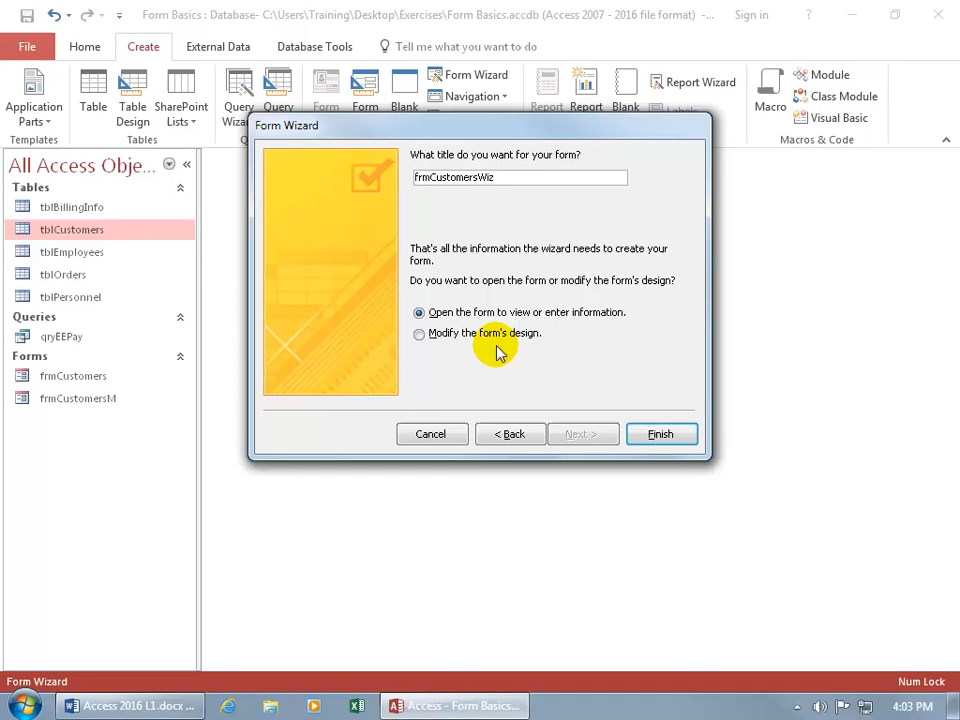 Form Basics : Database- C:\Users\Training\Desktop\Exercises\Form Basics.accdb (Access 2007 - 2016 file format) -... Sign in ?
File Home Create External Data Database Tools Tell me what you want to do
Application Parts Table Table Design SharePoint Lists Query Query Form Form Blank Form Wizard Navigation Report Report Blank Report Wizard Macro Module Class Module Visual Basic
Templates Tables Macros & Code
Form Wizard
All Access Obje... «
Tables
tblBillingInfo
tblCustomers
tblEmployees
tblOrders
tblPersonnel
Queries
qryEEPay
Forms
frmCustomers
frmCustomersM
What title do you want for your form?
frmCustomersWiz
That's all the information the wizard needs to create your
form.
Do you want to open the form or modify the form's design?
Open the form to view or enter information.
Modify the form's design.
Cancel < Back Next > Finish
Form Wizard Num Lock
Access 2016 L1.docx ... Access - Form Basics... 4:03 PM